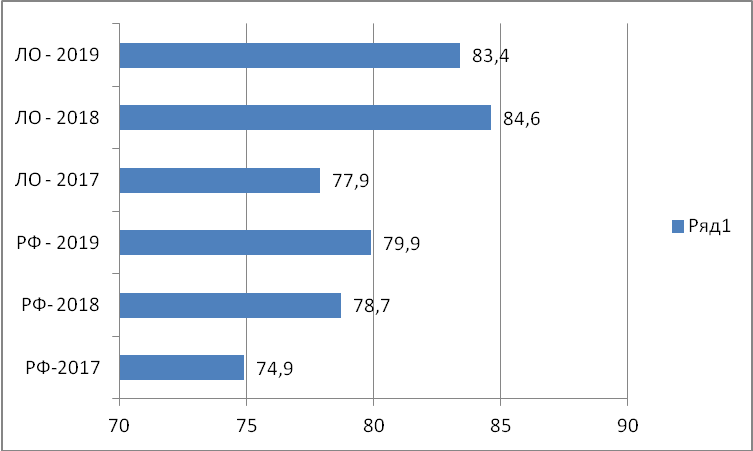 ЛО - 2019
83,4
ЛО - 2018
84,6
ЛО - 2017
77,9
Ряд1
РФ - 2019
79,9
РФ- 2018
78,7
РФ-2017
74,9
70 75 80 85 90